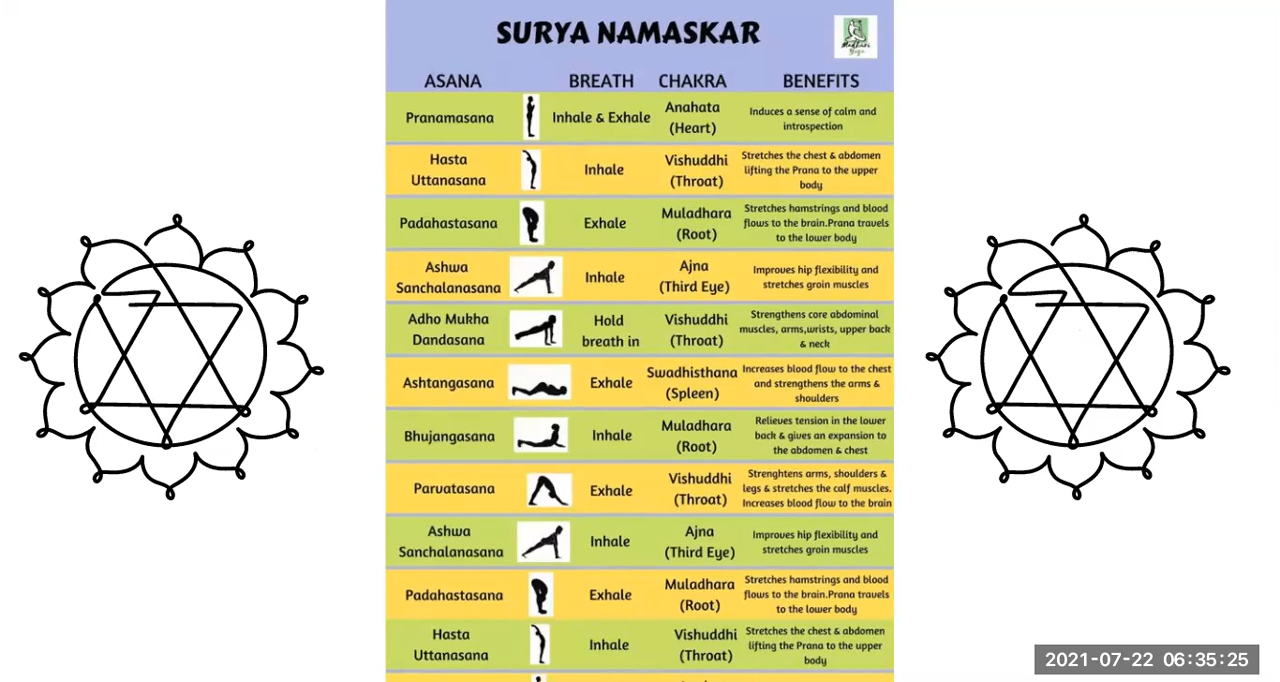 SURYA NAMASKAR
Madhavi
Yoga
ASANA BREATH CHAKRA BENEFITS
Pranamasana Inhale & Exhale Anahata
(Heart) Induces a sense of calm and
introspection
Hasta
Uttanasana Inhale Vishuddhi
(Throat) Stretches the chest & abdomen
lifting the Prana to the upper
body
Padahastasana Exhale Muladhara
(Root) Stretches hamstrings and blood
flows to the brain.Prana travels
to the lower body
Ashwa
Sanchalanasana Inhale Ajna
(Third Eye) Improves hip flexibility and
stretches groin muscles
Adho Mukha
Dandasana Hold
breath in Vishuddhi
(Throat) Strengthens core abdominal
muscles, arms,wrists, upper back
& neck
Ashtangasana Exhale Swadhisthana
(Spleen) Increases blood flow to the chest
and strengthens the arms &
shoulders
Bhujangasana Inhale Muladhara
(Root) Relieves tension in the lower
back & gives an expansion to
the abdomen & chest
Parvatasana Exhale Vishuddhi
(Throat) Strenghtens arms, shoulders &
legs & stretches the calf muscles.
Increases blood flow to the brain
Ashwa
Sanchalanasana Inhale Ajna
(Third Eye) Improves hip flexibility and
stretches groin muscles
Padahastasana Exhale Muladhara
(Root) Stretches hamstrings and blood
flows to the brain.Prana travels
to the lower body
Hasta
Uttanasana Inhale Vishuddhi
(Throat) Stretches the chest & abdomen
lifting the Prana to the upper
body
2021-07-22 06:35:25